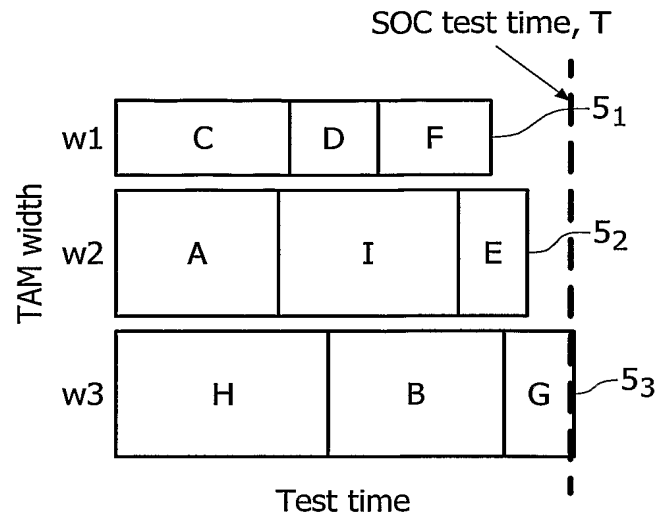 SOC test time, T
w1 C D F 5₁
w2 A I E 5₂
w3 H B G 5₃
TAM width
Test time